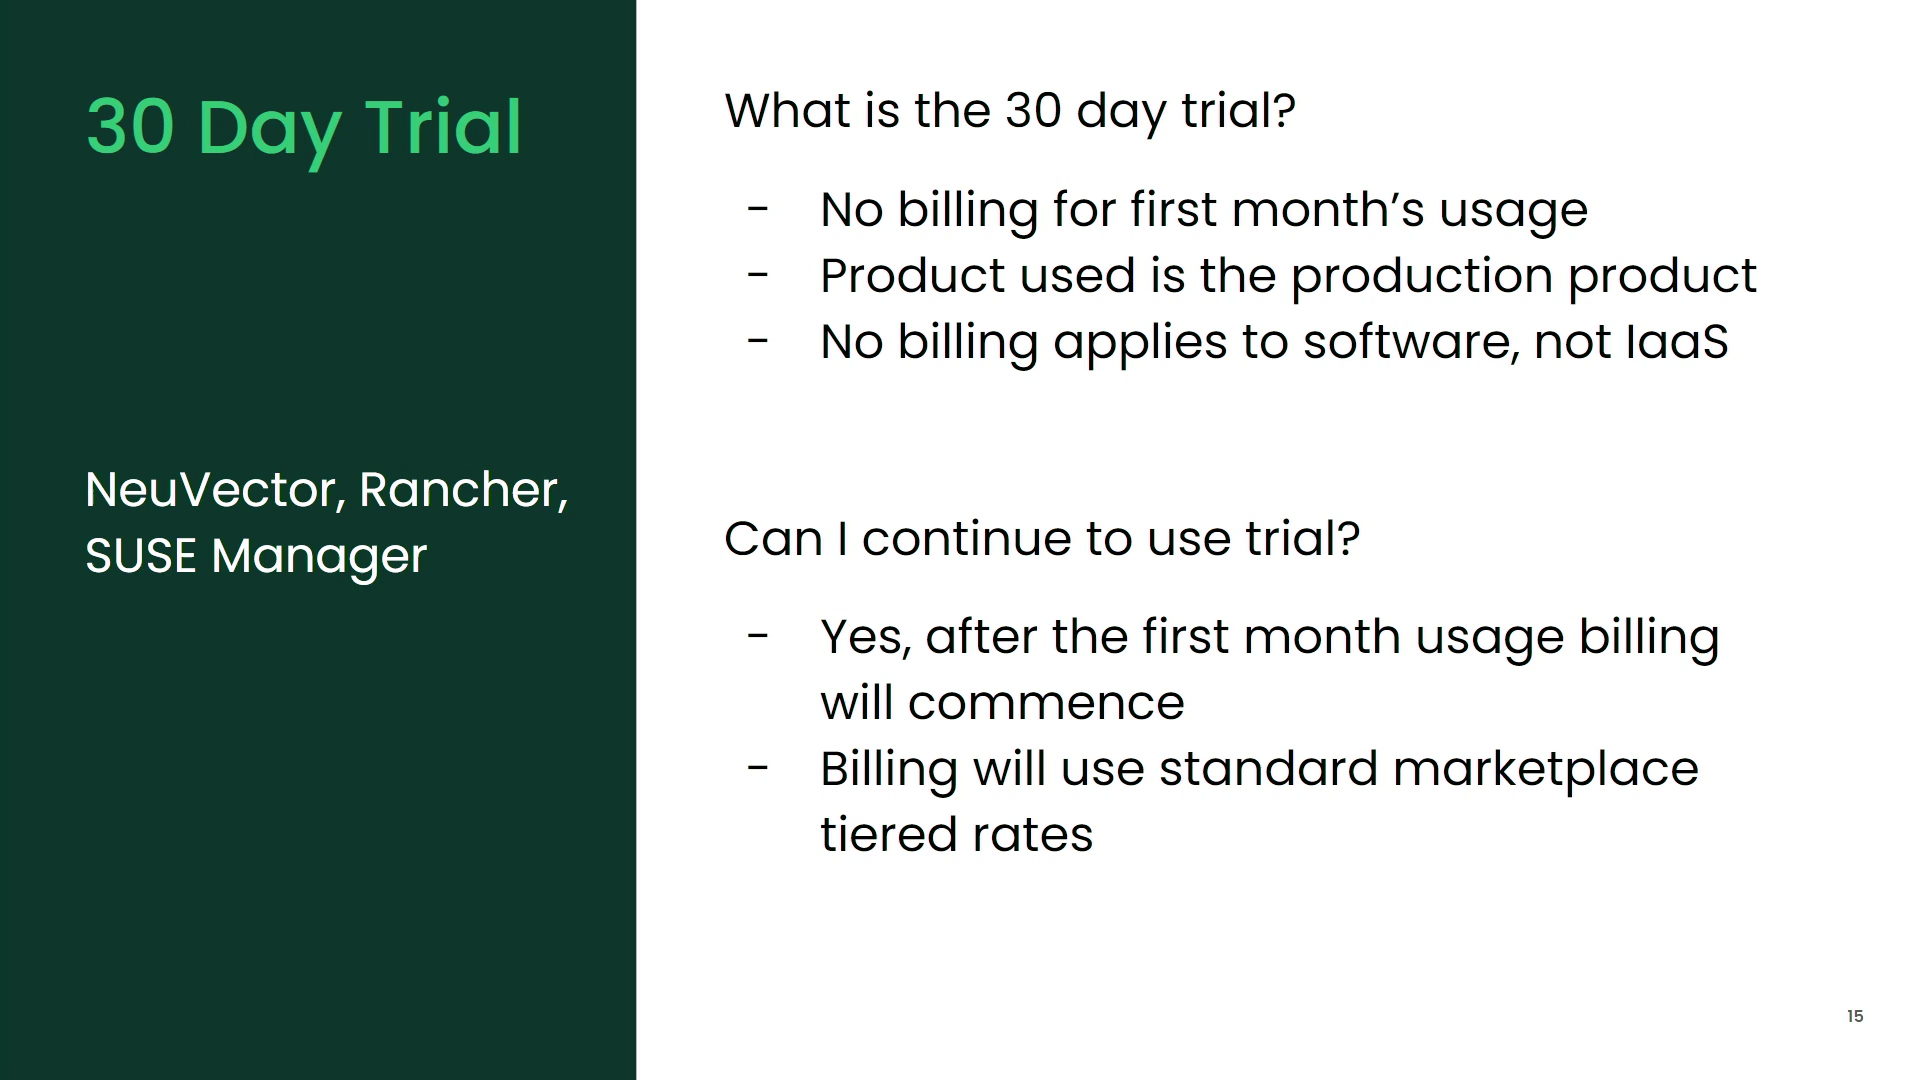 30 Day Trial
NeuVector, Rancher,
SUSE Manager
What is the 30 day trial?
- No billing for first month’s usage
- Product used is the production product
- No billing applies to software, not IaaS
Can I continue to use trial?
- Yes, after the first month usage billing
will commence
- Billing will use standard marketplace
tiered rates
15